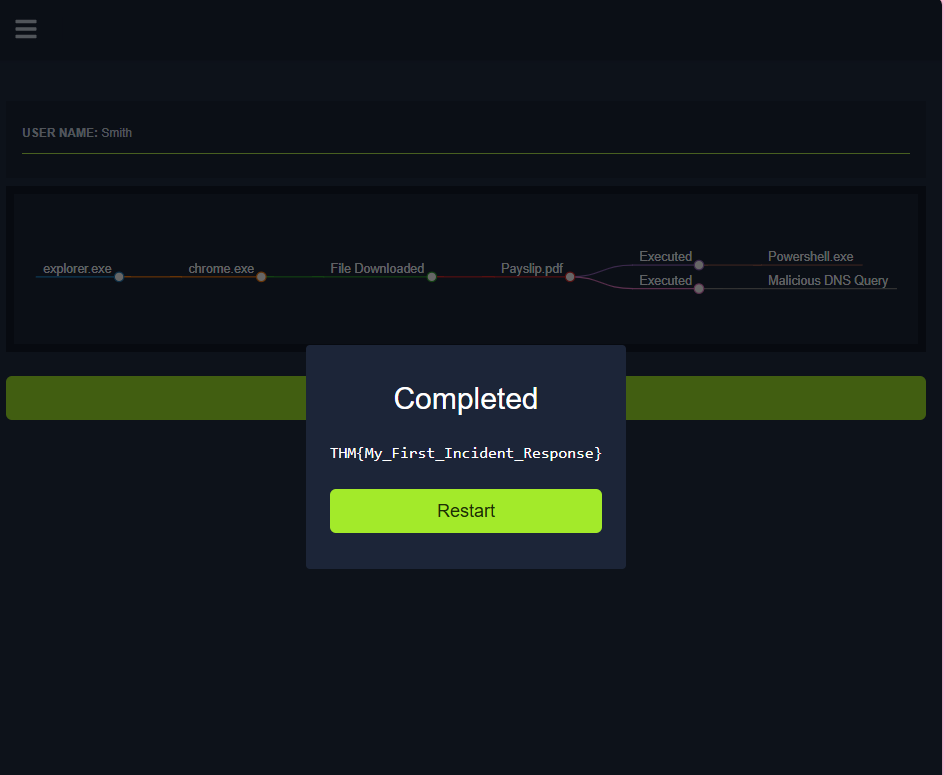 USER NAME: Smith
explorer.exe
chrome.exe
File Downloaded
Payslip.pdf
Executed
Powershell.exe
Executed
Malicious DNS Query
Completed
THM{My_First_Incident_Response}
Restart